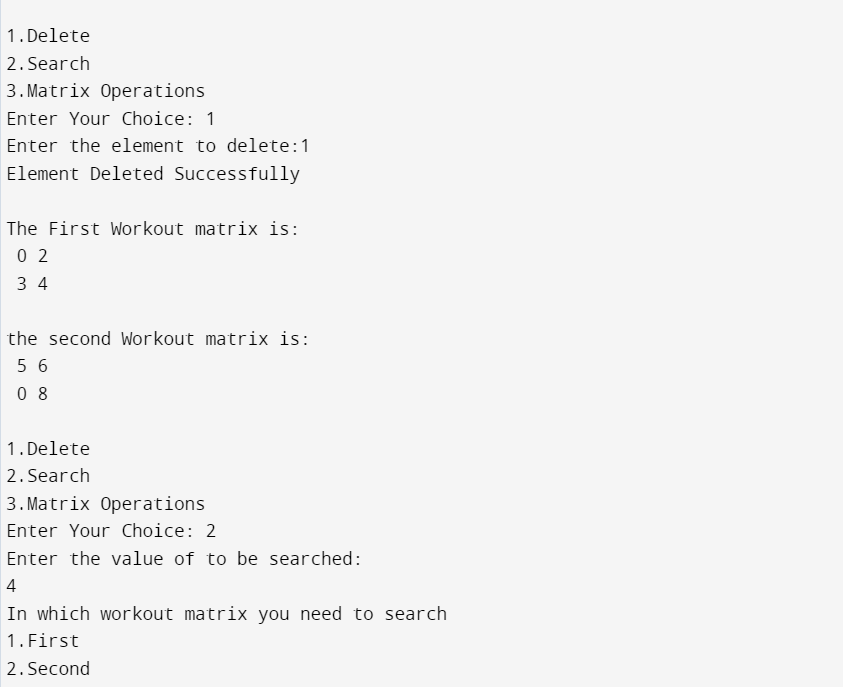 1.Delete
2.Search
3.Matrix Operations
Enter Your Choice: 1
Enter the element to delete:1
Element Deleted Successfully
The First Workout matrix is:
0 2
3 4
the second Workout matrix is:
5 6
0 8
1.Delete
2.Search
3.Matrix Operations
Enter Your Choice: 2
Enter the value of to be searched:
4
In which workout matrix you need to search
1.First
2.Second